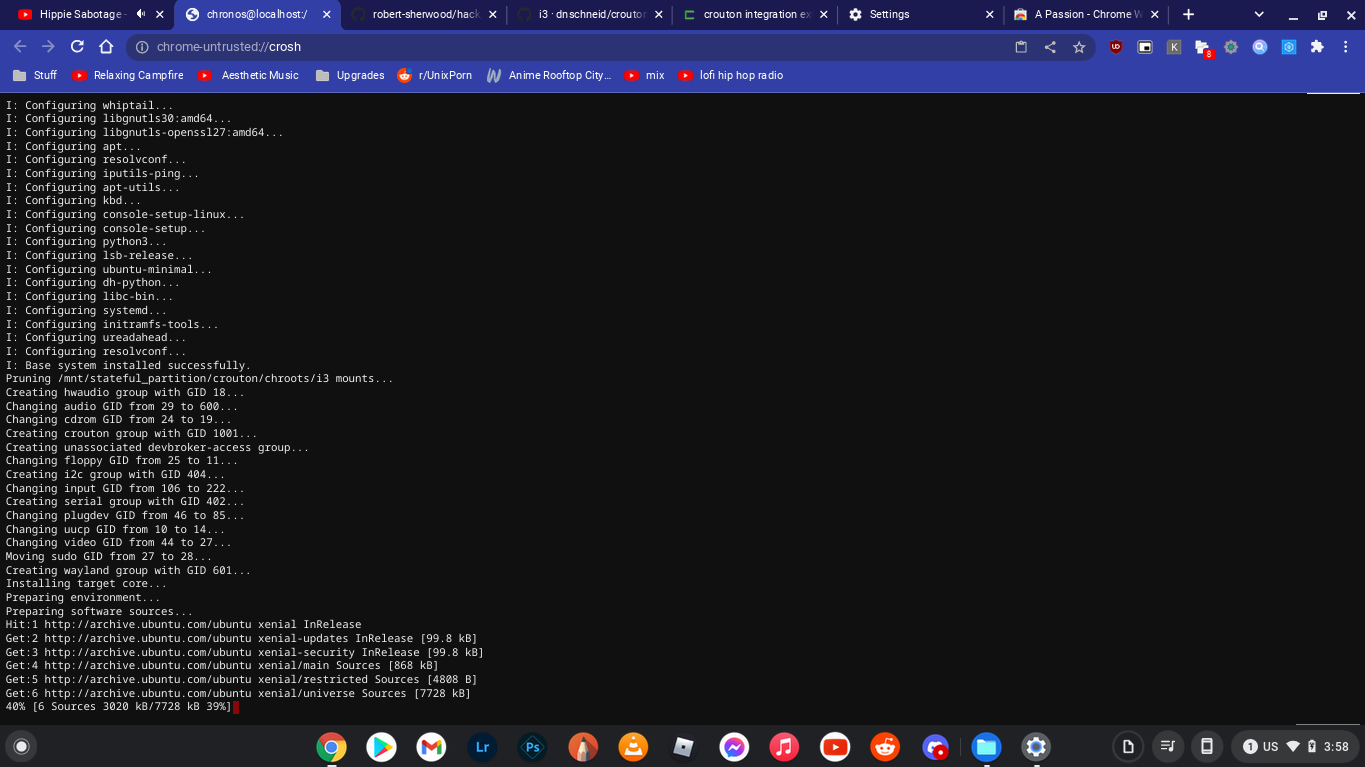 Hippie Sabotage -
chronos@localhost:/
robert-sherwood/hack
i3 · dnschneid/crouton
crouton integration ex
Settings
A Passion - Chrome W
chrome-untrusted://crosh
Stuff
Relaxing Campfire
Aesthetic Music
Upgrades
r/UnixPorn
Anime Rooftop City...
mix
lofi hip hop radio
I: Configuring whiptail...
I: Configuring libgnutls30:amd64...
I: Configuring libgnutls-openssl27:amd64...
I: Configuring apt...
I: Configuring resolvconf...
I: Configuring iputils-ping...
I: Configuring apt-utils...
I: Configuring kbd...
I: Configuring console-setup-linux...
I: Configuring console-setup...
I: Configuring python3...
I: Configuring lsb-release...
I: Configuring ubuntu-minimal...
I: Configuring dh-python...
I: Configuring libc-bin...
I: Configuring systemd...
I: Configuring initramfs-tools...
I: Configuring ureadahead...
I: Configuring resolvconf...
I: Base system installed successfully.
Pruning /mnt/stateful_partition/crouton/chroots/i3 mounts...
Creating hwaudio group with GID 18...
Changing audio GID from 29 to 600...
Changing cdrom GID from 24 to 19...
Creating crouton group with GID 1001...
Creating unassociated devbroker-access group...
Changing floppy GID from 25 to 11...
Creating i2c group with GID 404...
Changing input GID from 106 to 222...
Creating serial group with GID 402...
Changing plugdev GID from 46 to 85...
Changing uucp GID from 10 to 14...
Changing video GID from 44 to 27...
Moving sudo GID from 27 to 28...
Creating wayland group with GID 601...
Installing target core...
Preparing environment...
Preparing software sources...
Hit:1 http://archive.ubuntu.com/ubuntu xenial InRelease
Get:2 http://archive.ubuntu.com/ubuntu xenial-updates InRelease [99.8 kB]
Get:3 http://archive.ubuntu.com/ubuntu xenial-security InRelease [99.8 kB]
Get:4 http://archive.ubuntu.com/ubuntu xenial/main Sources [868 kB]
Get:5 http://archive.ubuntu.com/ubuntu xenial/restricted Sources [4808 B]
Get:6 http://archive.ubuntu.com/ubuntu xenial/universe Sources [7728 kB]
40% [6 Sources 3020 kB/7728 kB 39%]
K
8
Lr
Ps
1
US
3:58